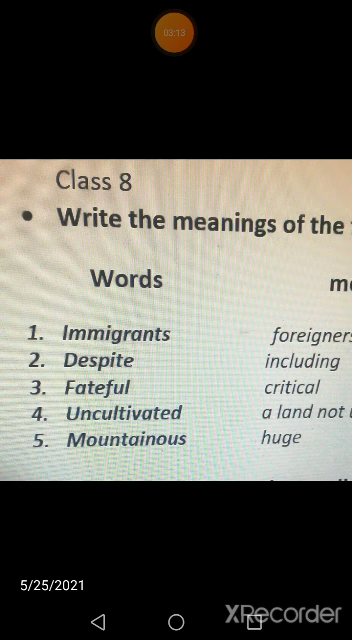 03:13
Class 8
• Write the meanings of the
Words
1. Immigrants foreigners
2. Despite including
3. Fateful critical
4. Uncultivated a land not
5. Mountainous huge
5/25/2021
XRecorder